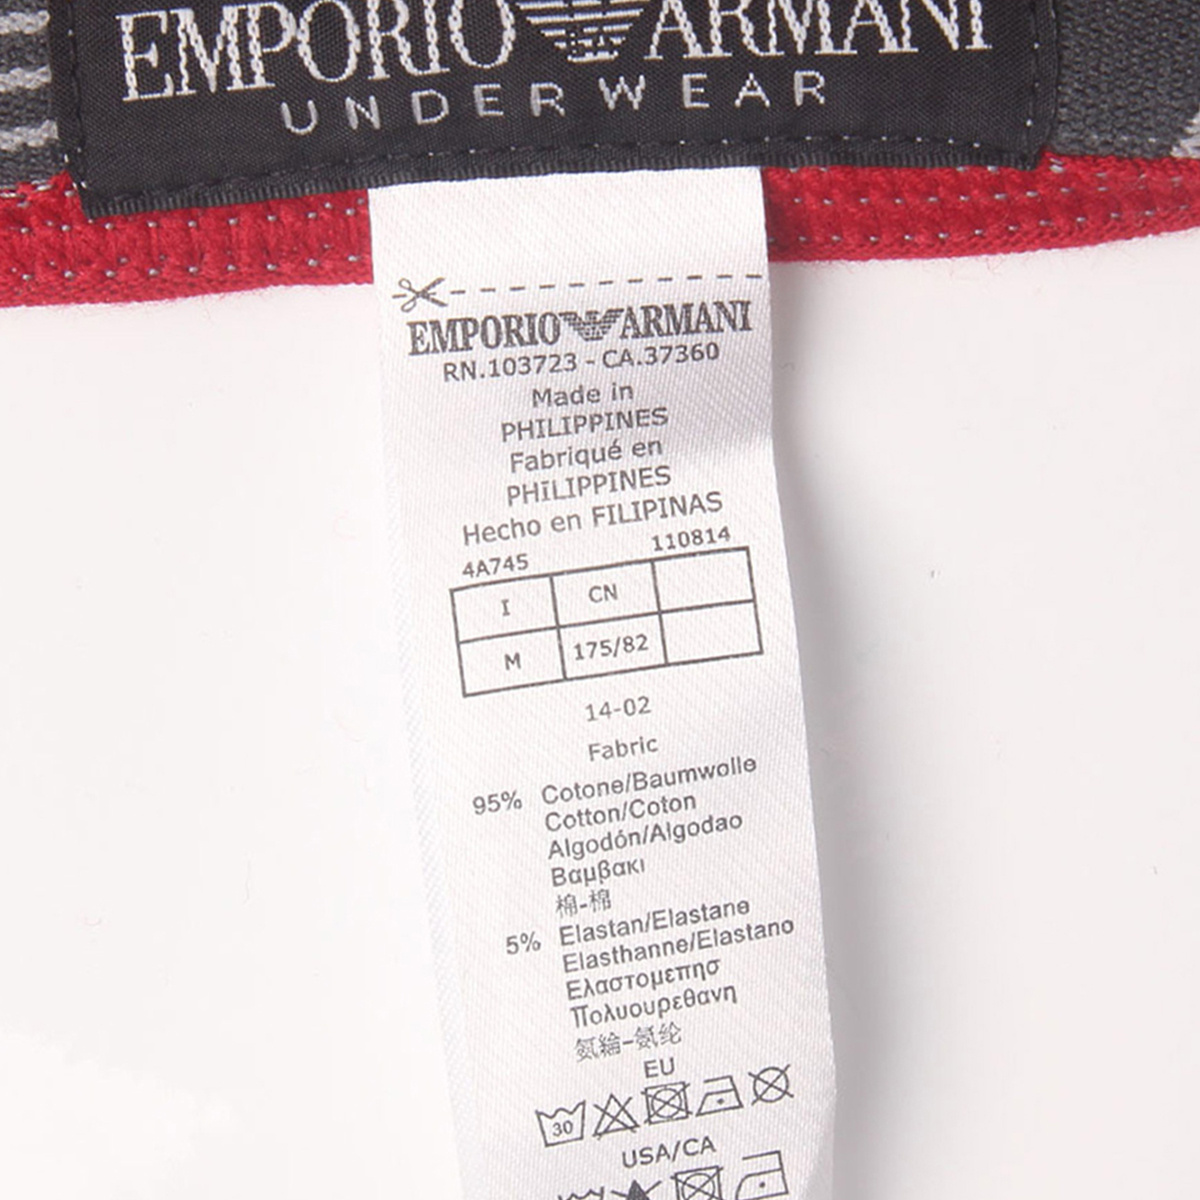 EMPORIO ARMANI
UNDERWEAR
EMPORIO ARMANI
RN.103723 - CA.37360
Made in
PHILIPPINES
Fabriqué en
PHILIPPINES
Hecho en FILIPINAS
4A745 110814
I CN
M 175/82
14-02
Fabric
95% Cotone/Baumwolle
Cotton/Coton
Algodón/Algodao
Βαμβακι
棉-棉
5% Elastan/Elastane
Elasthanne/Elastano
Ελαστομεπησ
Πολυουρεθανη
氨綸-氨纶
EU
30
USA/CA